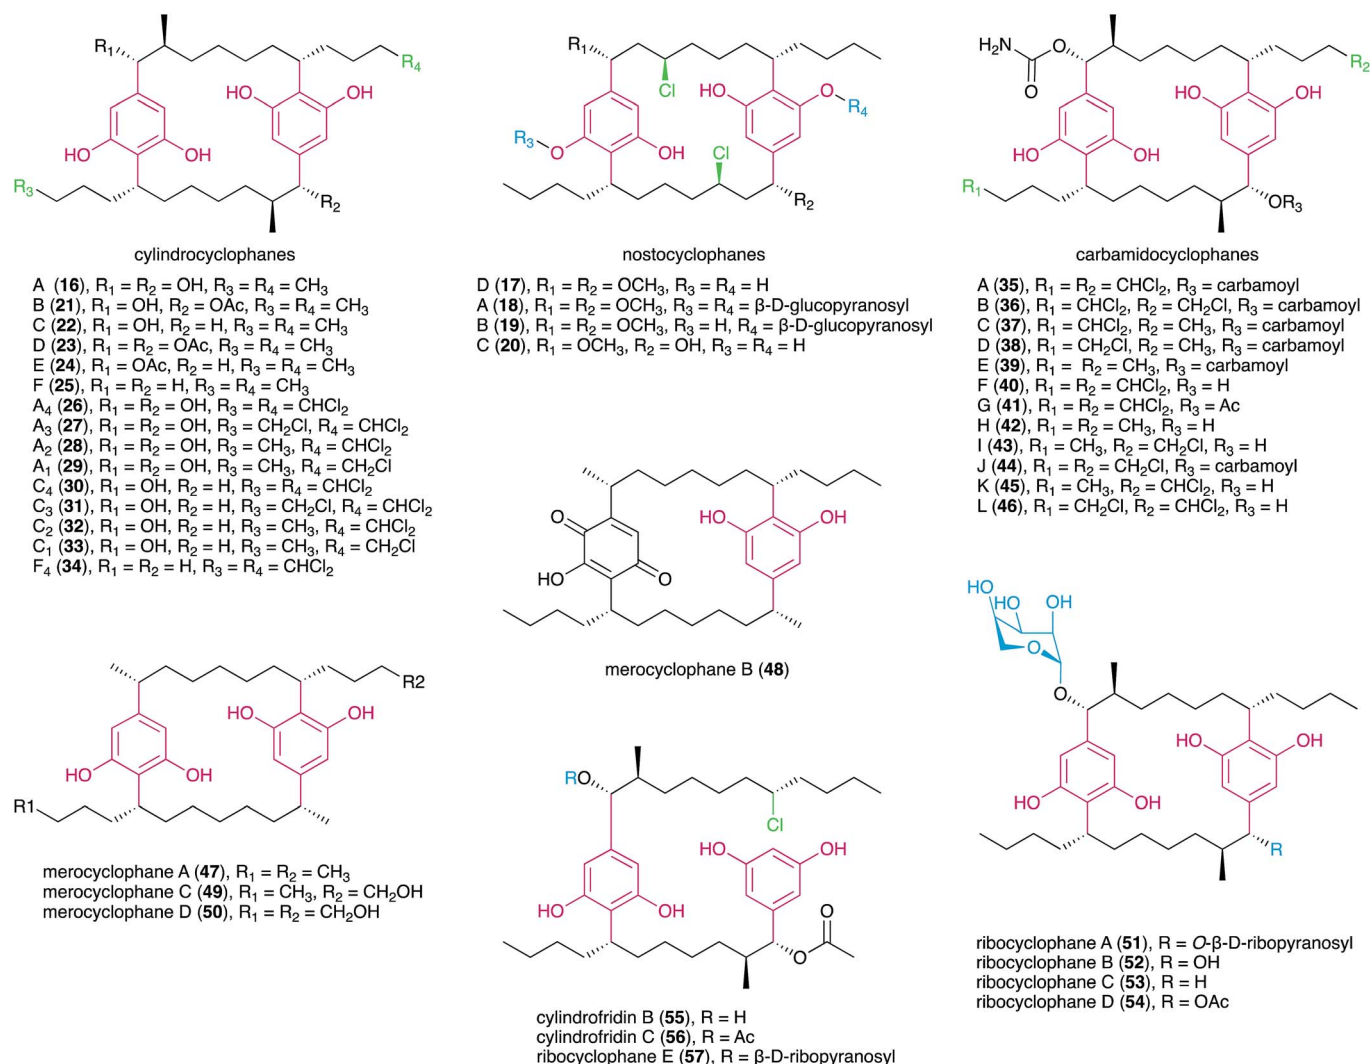 R₁
R₄
HO
OH
HO
OH
R₃
R₂
cylindrocyclophanes
A (16), R₁ = R₂ = OH, R₃ = R₄ = CH₃
B (21), R₁ = OH, R₂ = OAc, R₃ = R₄ = CH₃
C (22), R₁ = OH, R₂ = H, R₃ = R₄ = CH₃
D (23), R₁ = R₂ = OAc, R₃ = R₄ = CH₃
E (24), R₁ = OAc, R₂ = H, R₃ = R₄ = CH₃
F (25), R₁ = R₂ = H, R₃ = R₄ = CH₃
A₄ (26), R₁ = R₂ = OH, R₃ = R₄ = CHCl₂
A₃ (27), R₁ = R₂ = OH, R₃ = CH₂Cl, R₄ = CHCl₂
A₂ (28), R₁ = R₂ = OH, R₃ = CH₃, R₄ = CHCl₂
A₁ (29), R₁ = R₂ = OH, R₃ = CH₃, R₄ = CH₂Cl
C₄ (30), R₁ = OH, R₂ = H, R₃ = R₄ = CHCl₂
C₃ (31), R₁ = OH, R₂ = H, R₃ = CH₂Cl, R₄ = CHCl₂
C₂ (32), R₁ = OH, R₂ = H, R₃ = CH₃, R₄ = CHCl₂
C₁ (33), R₁ = OH, R₂ = H, R₃ = CH₃, R₄ = CH₂Cl
F₄ (34), R₁ = R₂ = H, R₃ = R₄ = CHCl₂
R₁
Cl
HO
O
R₄
R₃
O
OH
Cl
R₂
nostocyclophanes
D (17), R₁ = R₂ = OCH₃, R₃ = R₄ = H
A (18), R₁ = R₂ = OCH₃, R₃ = R₄ = β-D-glucopyranosyl
B (19), R₁ = R₂ = OCH₃, R₃ = H, R₄ = β-D-glucopyranosyl
C (20), R₁ = OCH₃, R₂ = OH, R₃ = R₄ = H
H₂N
O
O
R₂
HO
OH
HO
OH
R₁
OR₃
carbamidocyclophanes
A (35), R₁ = R₂ = CHCl₂, R₃ = carbamoyl
B (36), R₁ = CHCl₂, R₂ = CH₂Cl, R₃ = carbamoyl
C (37), R₁ = CHCl₂, R₂ = CH₃, R₃ = carbamoyl
D (38), R₁ = CH₂Cl, R₂ = CH₃, R₃ = carbamoyl
E (39), R₁ = R₂ = CH₃, R₃ = carbamoyl
F (40), R₁ = R₂ = CHCl₂, R₃ = H
G (41), R₁ = R₂ = CHCl₂, R₃ = Ac
H (42), R₁ = R₂ = CH₃, R₃ = H
I (43), R₁ = CH₃, R₂ = CH₂Cl, R₃ = H
J (44), R₁ = R₂ = CH₂Cl, R₃ = carbamoyl
K (45), R₁ = CH₃, R₂ = CHCl₂, R₃ = H
L (46), R₁ = CH₂Cl, R₂ = CHCl₂, R₃ = H
O
HO
OH
HO
O
merocyclophane B (48)
R2
HO
OH
HO
OH
R1
merocyclophane A (47), R₁ = R₂ = CH₃
merocyclophane C (49), R₁ = CH₃, R₂ = CH₂OH
merocyclophane D (50), R₁ = R₂ = CH₂OH
RO
Cl
HO
OH
HO
OH
O
O
cylindrofridin B (55), R = H
cylindrofridin C (56), R = Ac
ribocyclophane E (57), R = β-D-ribopyranosyl
HO
HO
OH
O
O
HO
OH
HO
OH
R
ribocyclophane A (51), R = O-β-D-ribopyranosyl
ribocyclophane B (52), R = OH
ribocyclophane C (53), R = H
ribocyclophane D (54), R = OAc